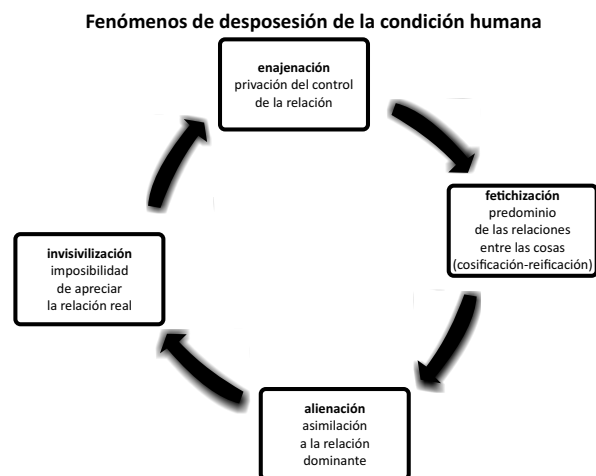 Fenómenos de desposesión de la condición humana
enajenación
privación del control
de la relación
fetichización
predominio
de las relaciones
entre las cosas
(cosificación-reificación)
alienación
asimilación
a la relación
dominante
invisivilización
imposibilidad
de apreciar
la relación real